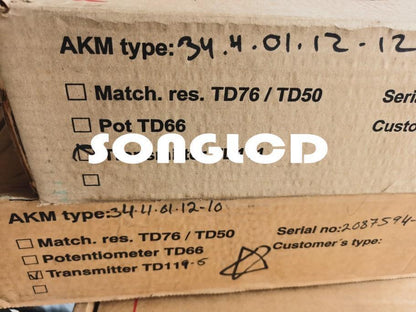 AKM type: 34.4.01.12-12
Match. res. TD76 / TD50
Serial
Pot TD66
Custo
SONGLCD
Transmitter
AKM type: 34.4.01.12-10
Match. res. TD76 / TD50
Serial no: 2087594-
Potentiometer TD66
Customer's type:
Transmitter TD119.5